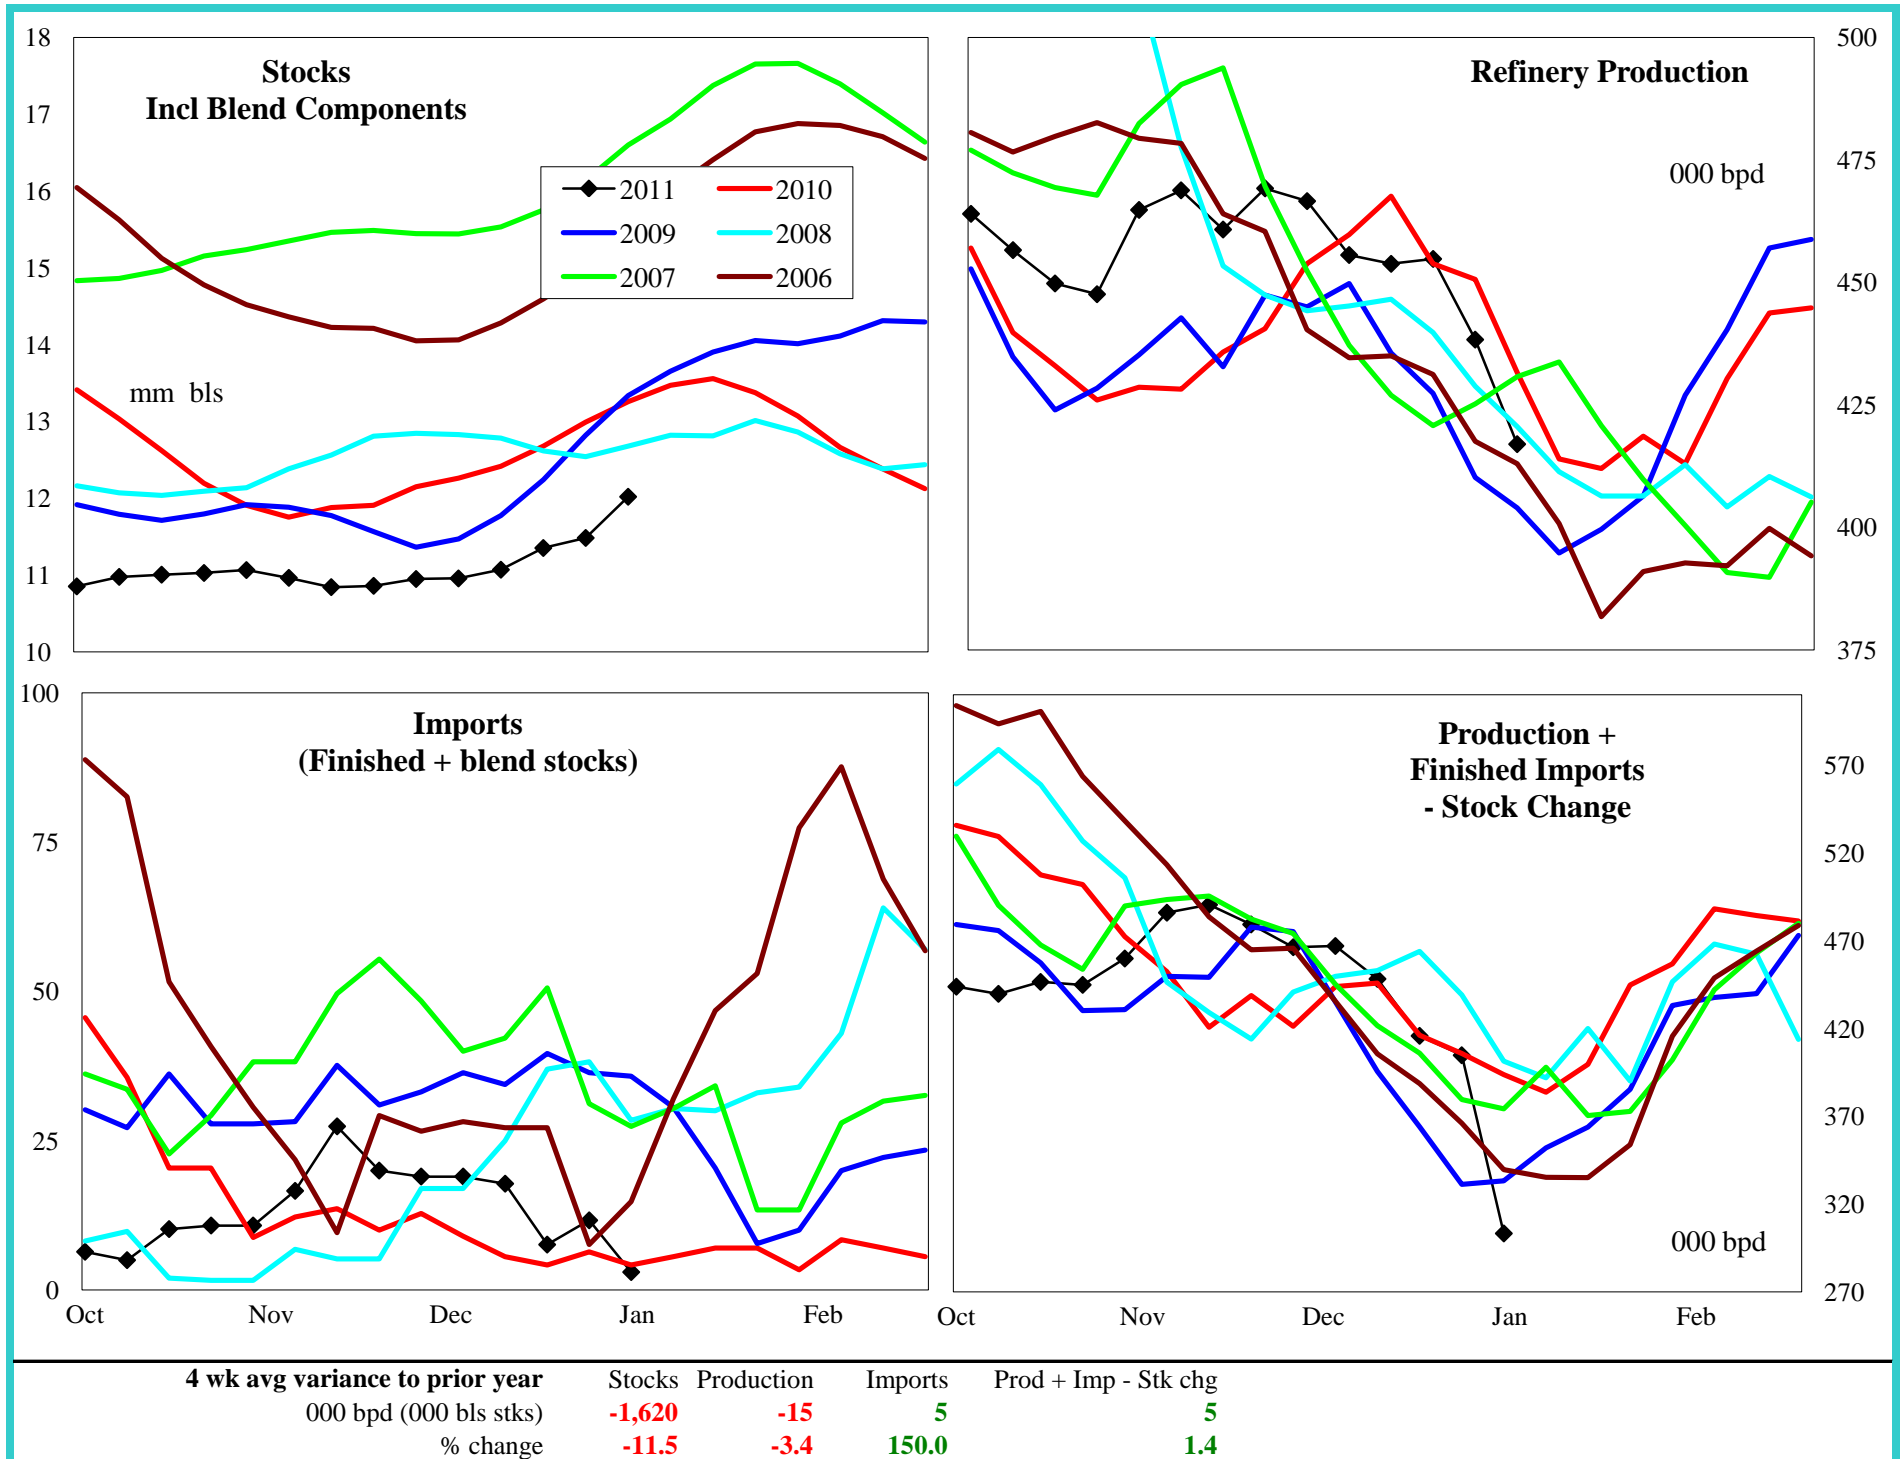 18
17
16
15
14
13
12
11
10
Stocks
Incl Blend Components
mm bls
2011 2010
2009 2008
2007 2006
Refinery Production
000 bpd
500
475
450
425
400
375
100
75
50
25
0
Imports
(Finished + blend stocks)
Oct Nov Dec Jan Feb
Production +
Finished Imports
- Stock Change
000 bpd
570
520
470
420
370
320
270
Oct Nov Dec Jan Feb
4 wk avg variance to prior year Stocks Production Imports Prod + Imp - Stk chg
000 bpd (000 bls stks) -1,620 -15 5 5
% change -11.5 -3.4 150.0 1.4